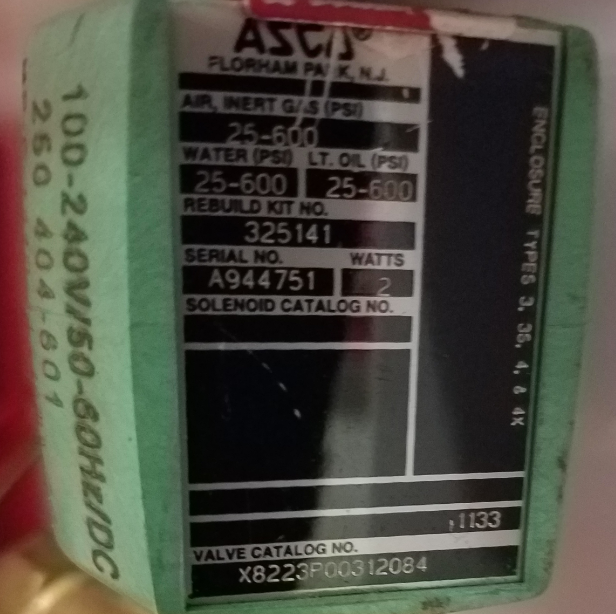 ASCO®
FLORHAM PARK, N.J.
AIR, INERT GAS (PSI)
25-600
WATER (PSI) LT. OIL (PSI)
25-600 25-600
REBUILD KIT NO.
325141
SERIAL NO. WATTS
A944751 2
SOLENOID CATALOG NO.
1133
VALVE CATALOG NO.
X8223P00312084
ENCLOSURE TYPES 3, 3S, 4, & 4X
100-240V/50-60Hz/DC
260 404-601